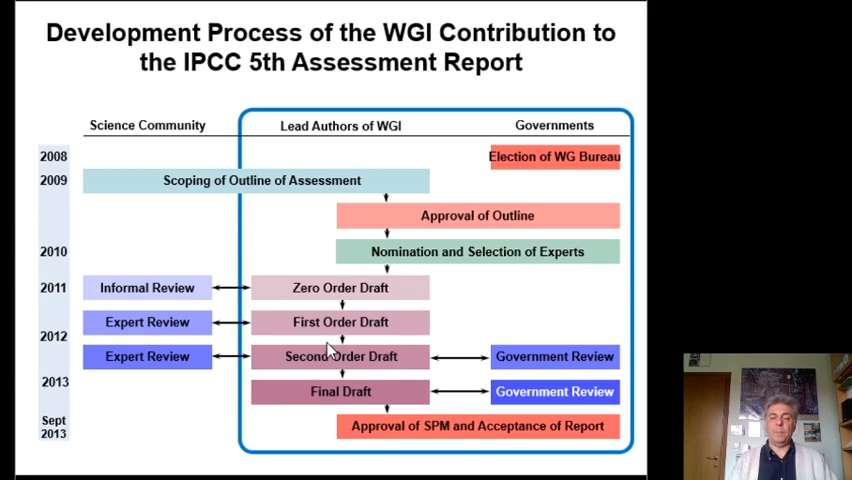 Development Process of the WGI Contribution to
the IPCC 5th Assessment Report
Science Community
Lead Authors of WGI
Governments
2008
Election of WG Bureau
2009
Scoping of Outline of Assessment
Approval of Outline
2010
Nomination and Selection of Experts
2011
Informal Review
Zero Order Draft
Expert Review
First Order Draft
2012
Expert Review
Second Order Draft
Government Review
2013
Final Draft
Government Review
Sept
2013
Approval of SPM and Acceptance of Report